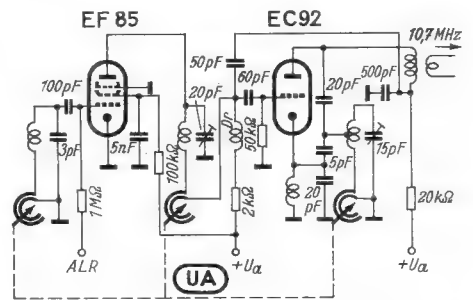 EF 85
EC92
10,7 MHz
50pF
100pF
60pF
20pF
20pF
500pF
3pF
5nF
100kΩ
Dr
50kΩ
5pF
15pF
1MΩ
2kΩ
20 pF
20kΩ
ALR
UA
+Ua
+Ua